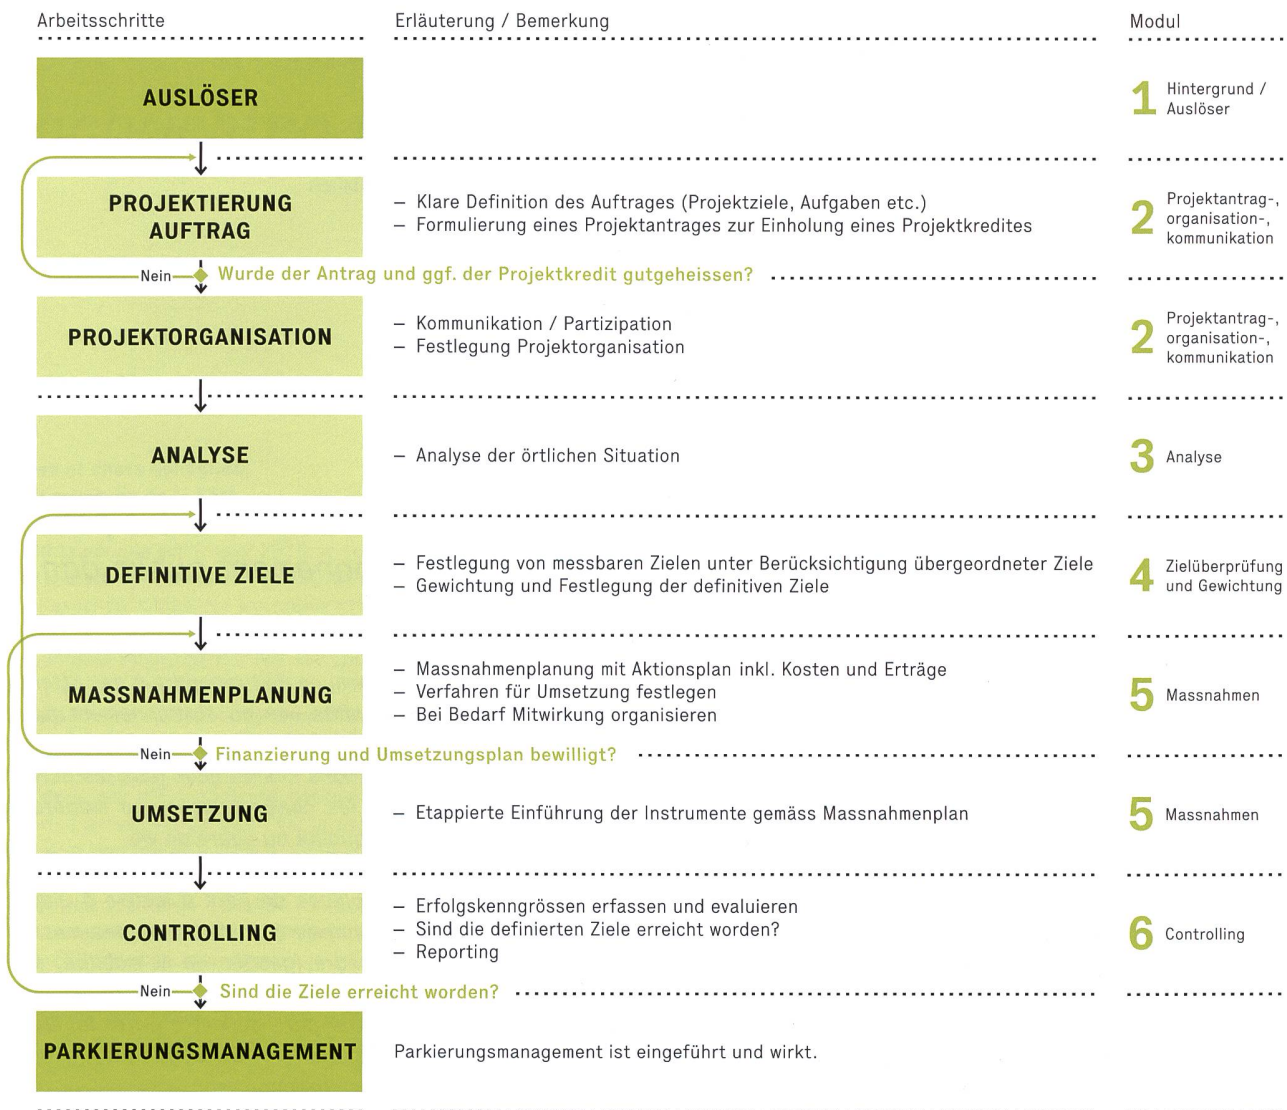 Arbeitsschritte
Erläuterung / Bemerkung
Modul
AUSLÖSER
1
Hintergrund /
Auslöser
PROJEKTIERUNG
AUFTRAG
– Klare Definition des Auftrages (Projektziele, Aufgaben etc.)
– Formulierung eines Projektantrages zur Einholung eines Projektkredites
2
Projektantrag-,
organisation-,
kommunikation
Nein
Wurde der Antrag und ggf. der Projektkredit gutgeheissen?
PROJEKTORGANISATION
– Kommunikation / Partizipation
– Festlegung Projektorganisation
2
Projektantrag-,
organisation-,
kommunikation
ANALYSE
– Analyse der örtlichen Situation
3
Analyse
DEFINITIVE ZIELE
– Festlegung von messbaren Zielen unter Berücksichtigung übergeordneter Ziele
– Gewichtung und Festlegung der definitiven Ziele
4
Zielüberprüfung
und Gewichtung
MASSNAHMENPLANUNG
– Massnahmenplanung mit Aktionsplan inkl. Kosten und Erträge
– Verfahren für Umsetzung festlegen
– Bei Bedarf Mitwirkung organisieren
5
Massnahmen
Nein
Finanzierung und Umsetzungsplan bewilligt?
UMSETZUNG
– Etappierte Einführung der Instrumente gemäss Massnahmenplan
5
Massnahmen
CONTROLLING
– Erfolgskenngrössen erfassen und evaluieren
– Sind die definierten Ziele erreicht worden?
– Reporting
6
Controlling
Nein
Sind die Ziele erreicht worden?
PARKIERUNGSMANAGEMENT
Parkierungsmanagement ist eingeführt und wirkt.